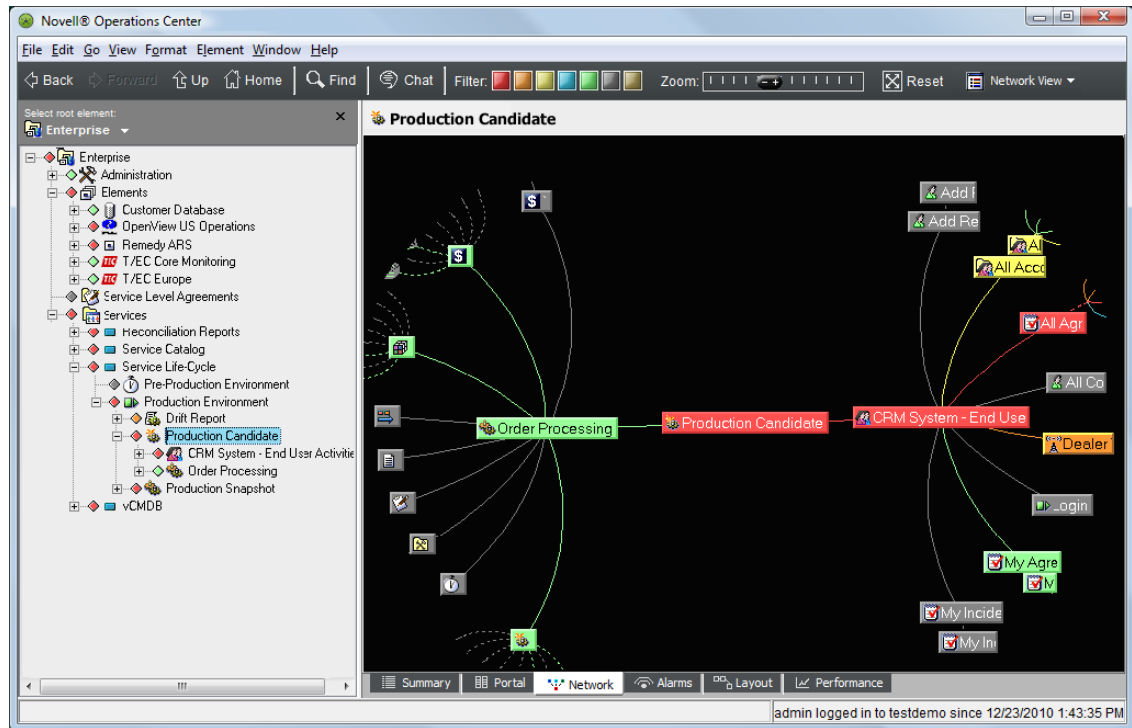 Novell® Operations Center
File Edit Go View Format Element Window Help
Back Forward Up Home Find Chat Filter: Zoom: Reset Network View
Select root element:
Enterprise
Production Candidate
Enterprise
Administration
Elements
Customer Database
OpenView US Operations
Remedy ARS
T/EC Core Monitoring
T/EC Europe
Service Level Agreements
Services
Reconciliation Reports
Service Catalog
Service Life-Cycle
Pre-Production Environment
Production Environment
Drift Report
Production Candidate
CRM System - End User Activitie
Order Processing
Production Snapshot
vCMDB
Add
Add Re
Al
All Acco
All Agr
All Co
Order Processing
Production Candidate
CRM System - End Use
Dealer
Login
My Agre
M
My Incide
My In
Summary Portal Network Alarms Layout Performance
admin logged in to testdemo since 12/23/2010 1:43:35 PM